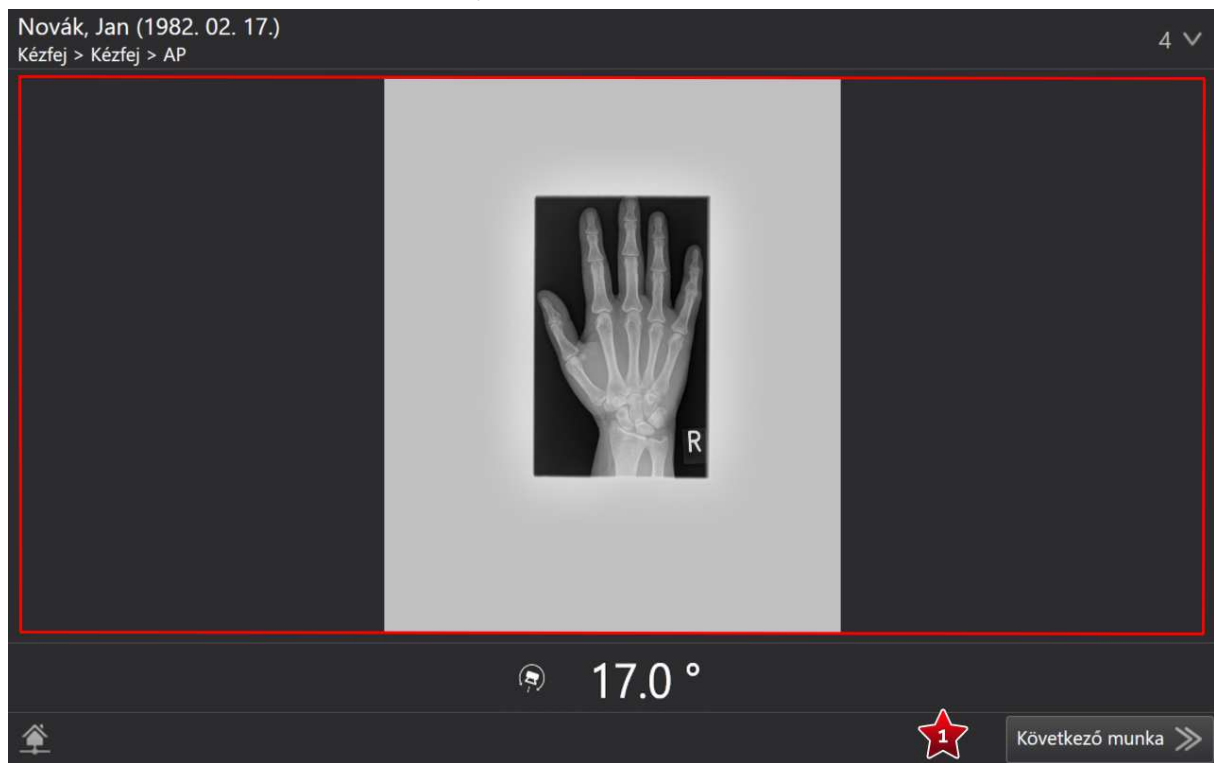 Novák, Jan (1982. 02. 17.)
Kézfej > Kézfej > AP
4
R
17.0 °
1
Következő munka